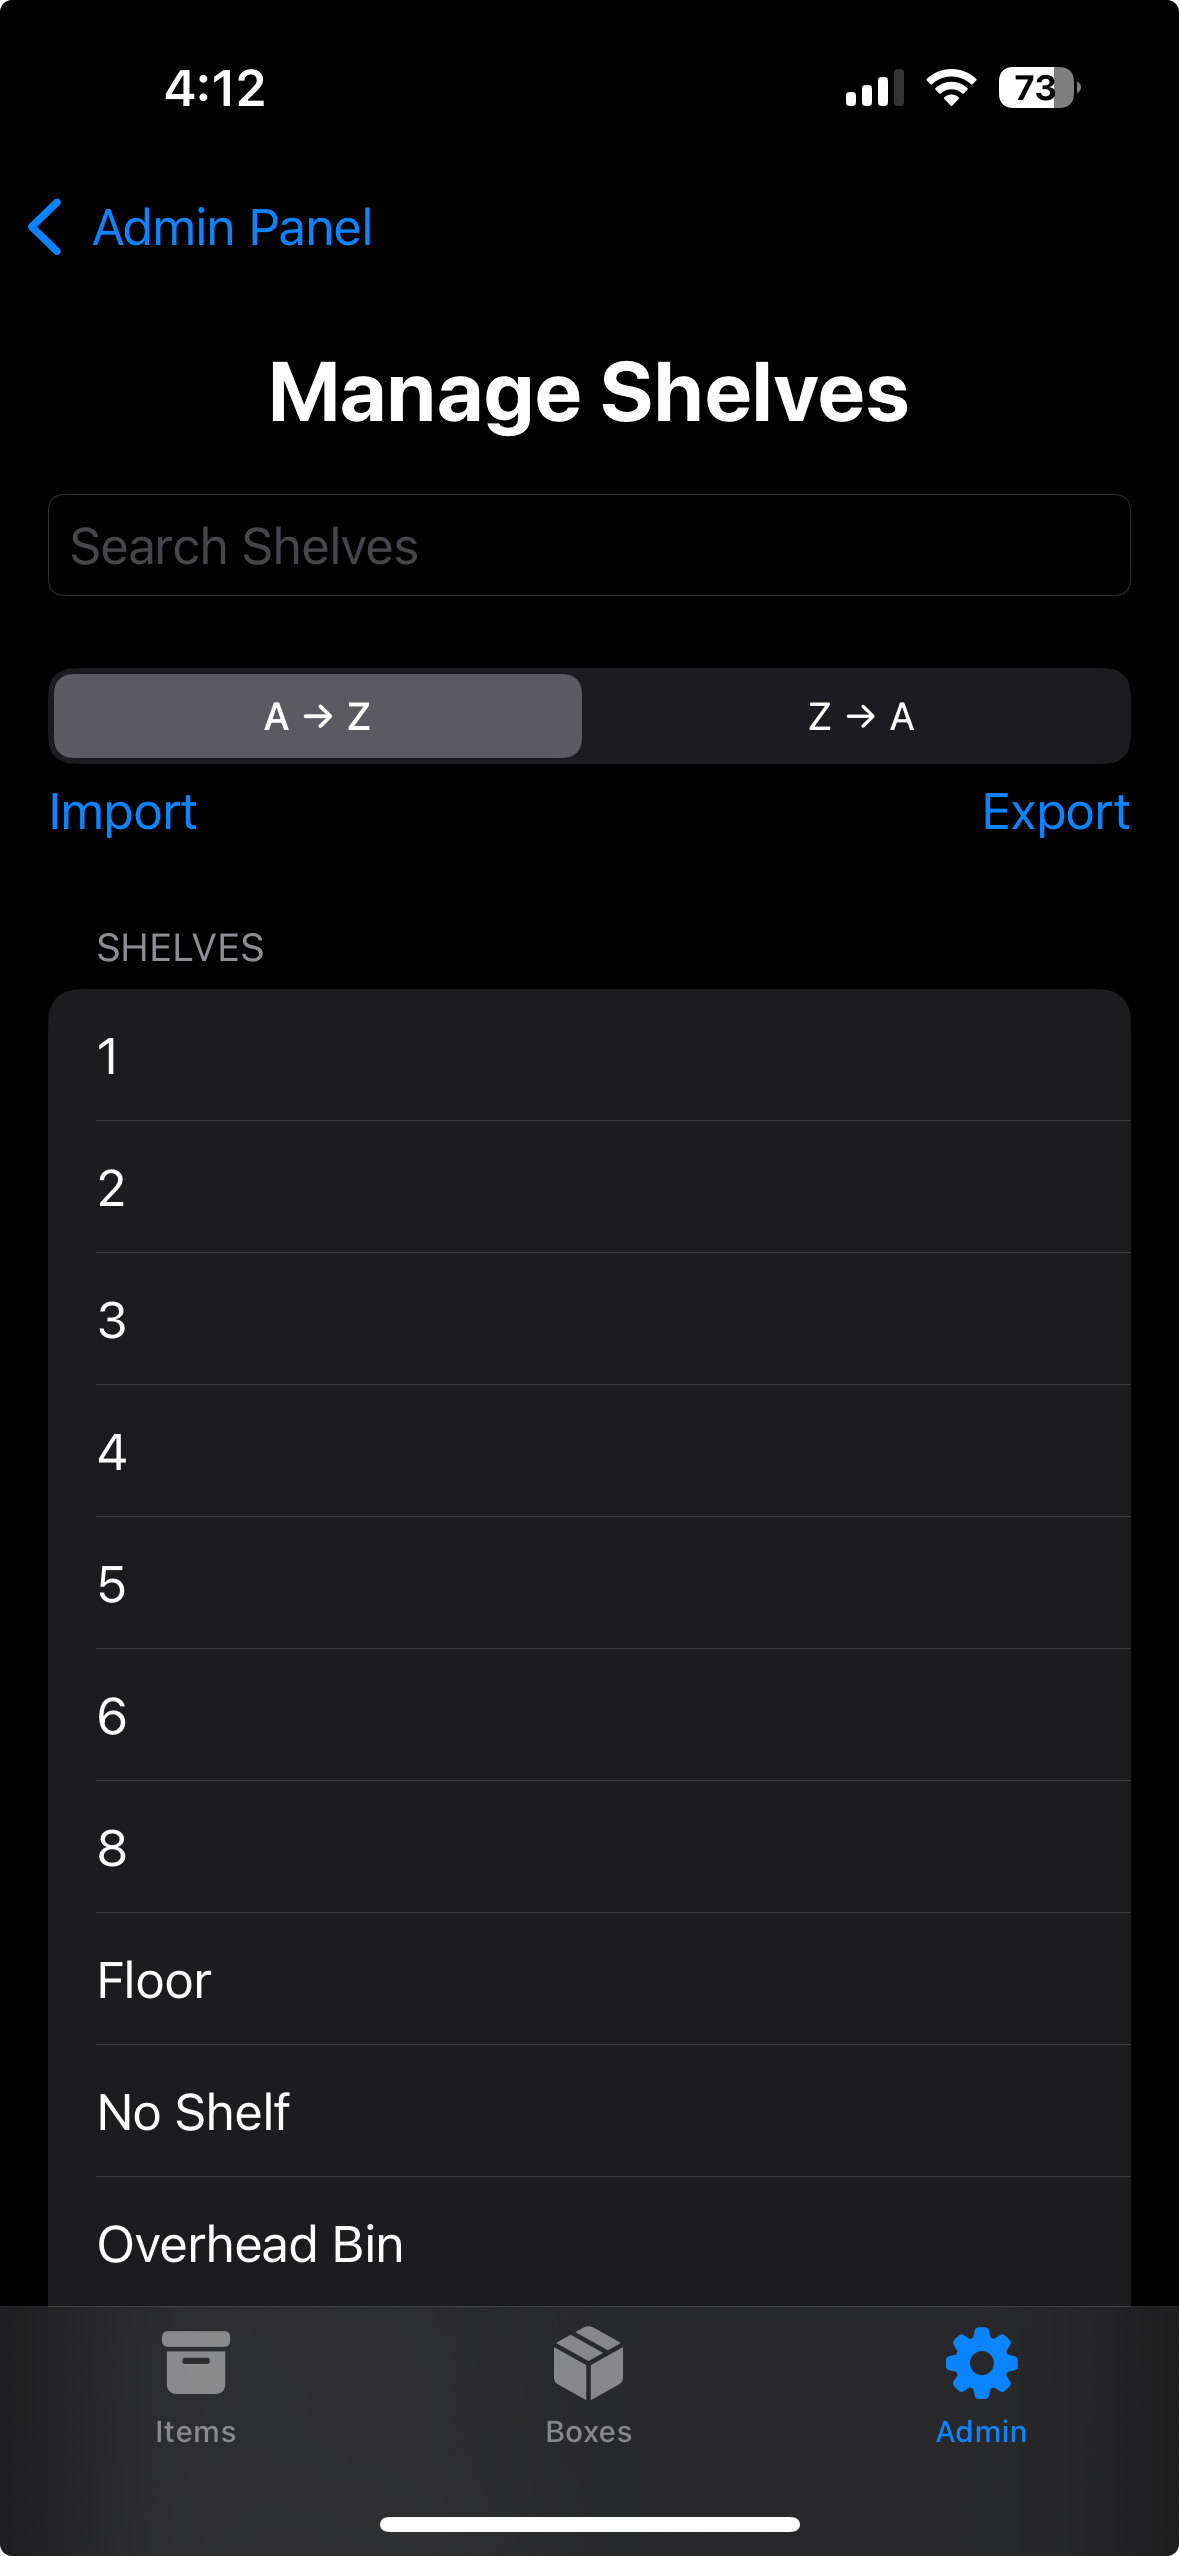 4:12
73
Admin Panel
Manage Shelves
Search Shelves
A → Z
Z → A
Import
Export
SHELVES
1
2
3
4
5
6
8
Floor
No Shelf
Overhead Bin
Items
Boxes
Admin